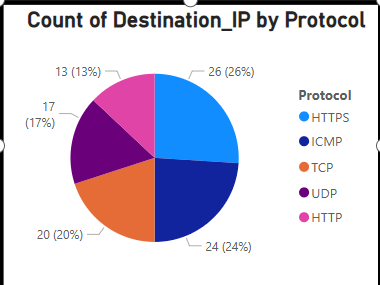 Count of Destination_IP by Protocol
13 (13%)
26 (26%)
17
(17%)
20 (20%)
24 (24%)
Protocol
HTTPS
ICMP
TCP
UDP
HTTP